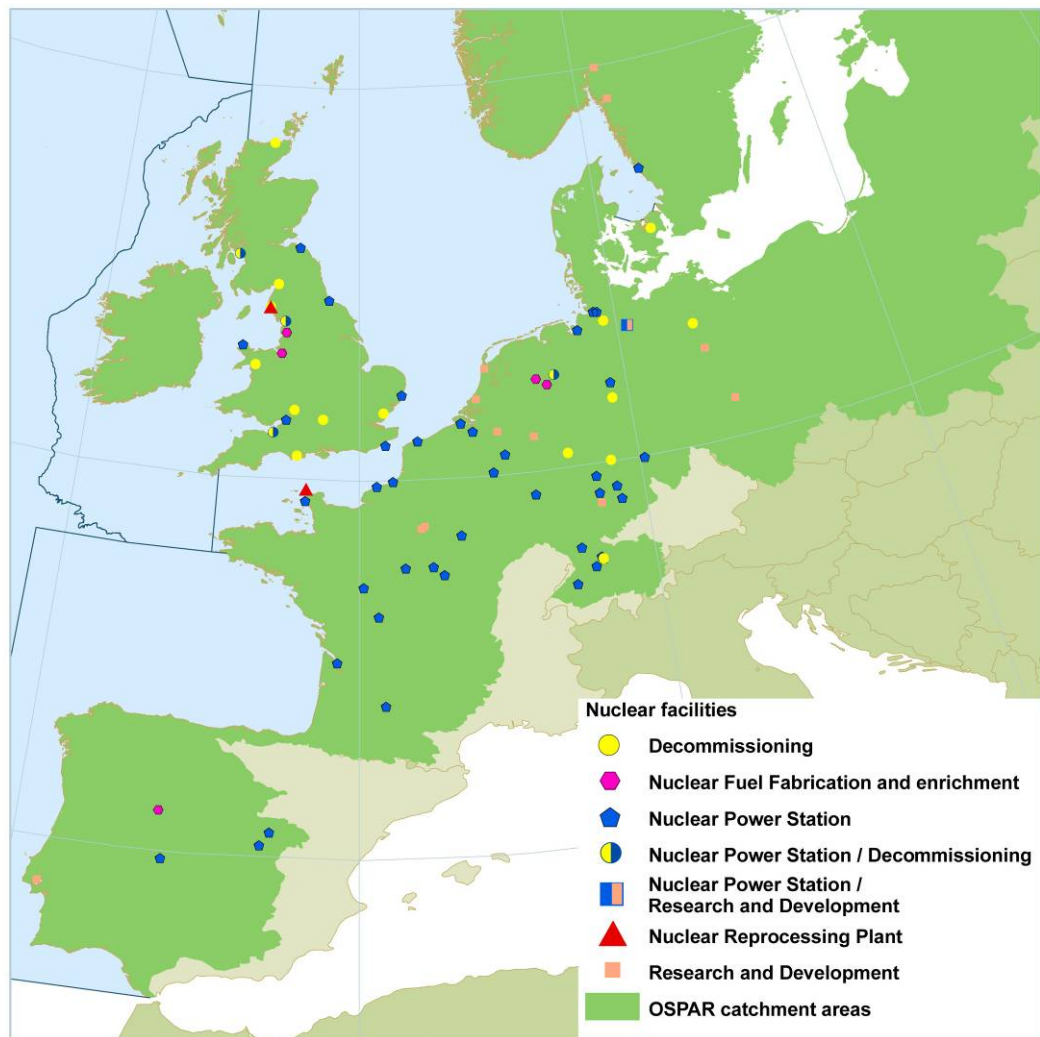 Nuclear facilities
Decommissioning
Nuclear Fuel Fabrication and enrichment
Nuclear Power Station
Nuclear Power Station / Decommissioning
Nuclear Power Station /
Research and Development
Nuclear Reprocessing Plant
Research and Development
OSPAR catchment areas